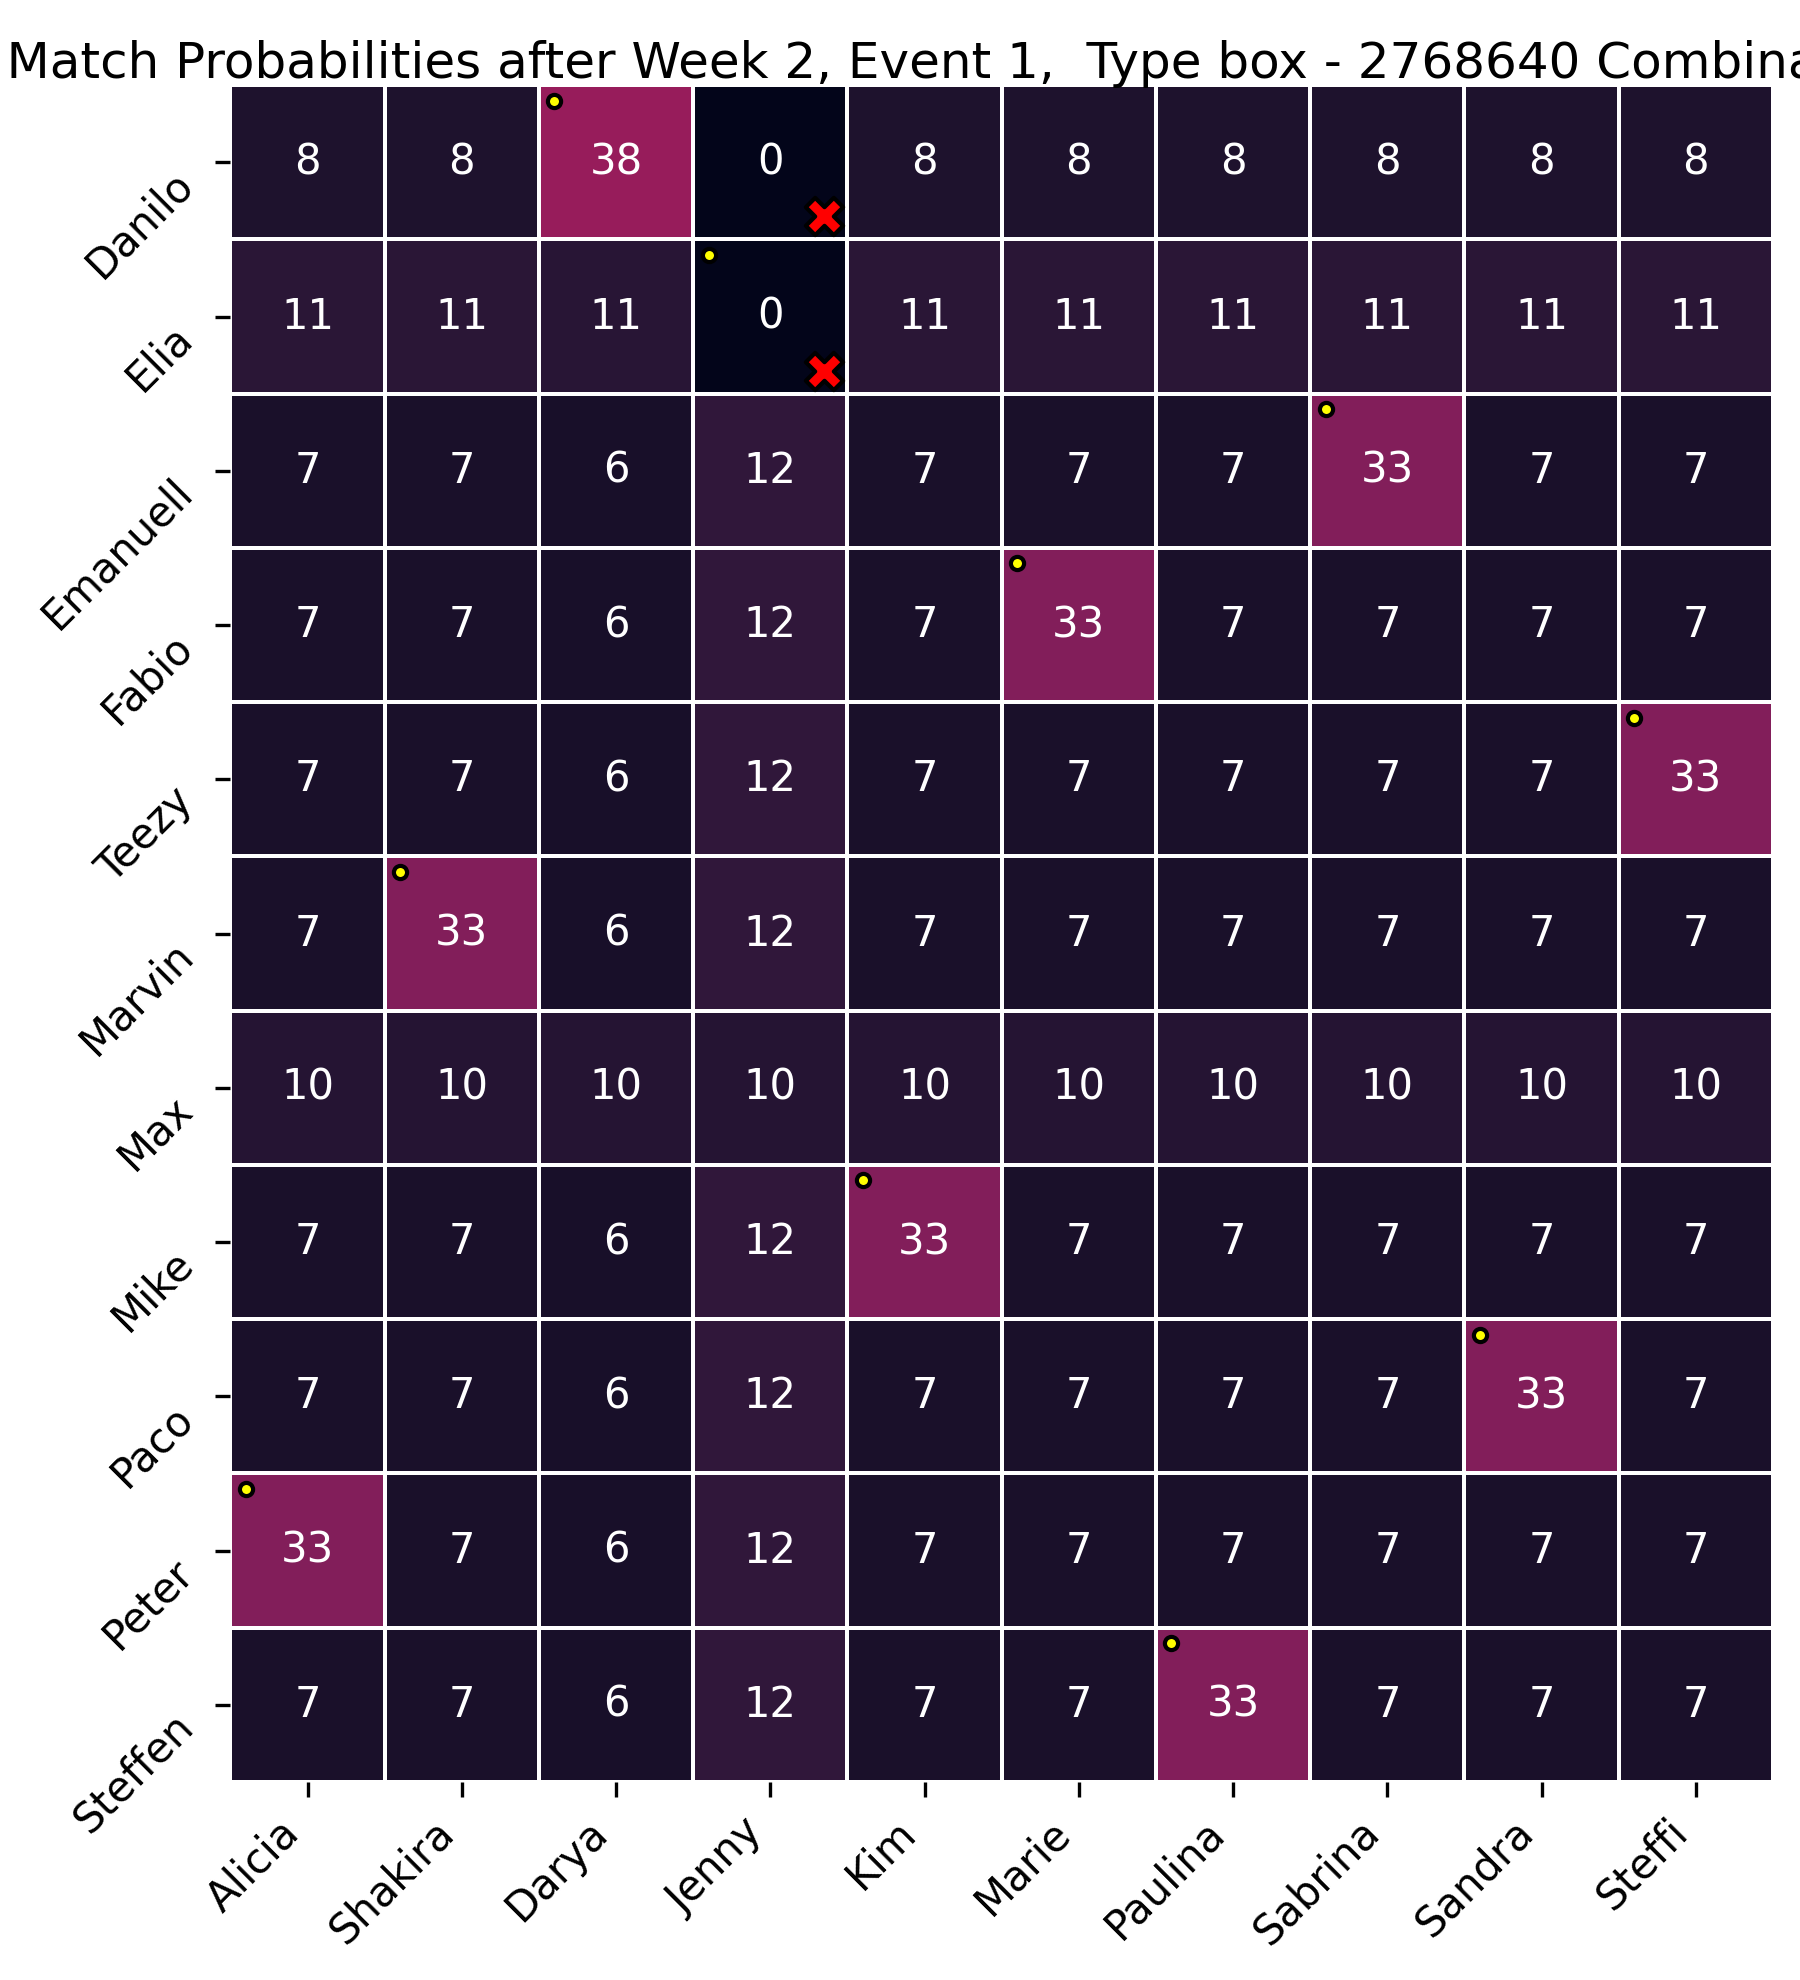 Match Probabilities after Week 2, Event 1, Type box - 2768640
Danilo 8 8 38 0 8 8 8 8 8 8
Elia 11 11 11 0 11 11 11 11 11 11
Emanuell 7 7 6 12 7 7 7 33 7 7
Fabio 7 7 6 12 7 33 7 7 7 7
Teezy 7 7 6 12 7 7 7 7 7 33
Marvin 7 33 6 12 7 7 7 7 7 7
Max 10 10 10 10 10 10 10 10 10 10
Mike 7 7 6 12 33 7 7 7 7 7
Paco 7 7 6 12 7 7 7 7 33 7
Peter 33 7 6 12 7 7 7 7 7 7
Steffen 7 7 6 12 7 7 33 7 7 7
Alicia Shakira Darya Jenny Kim Marie Paulina Sabrina Sandra Steffi